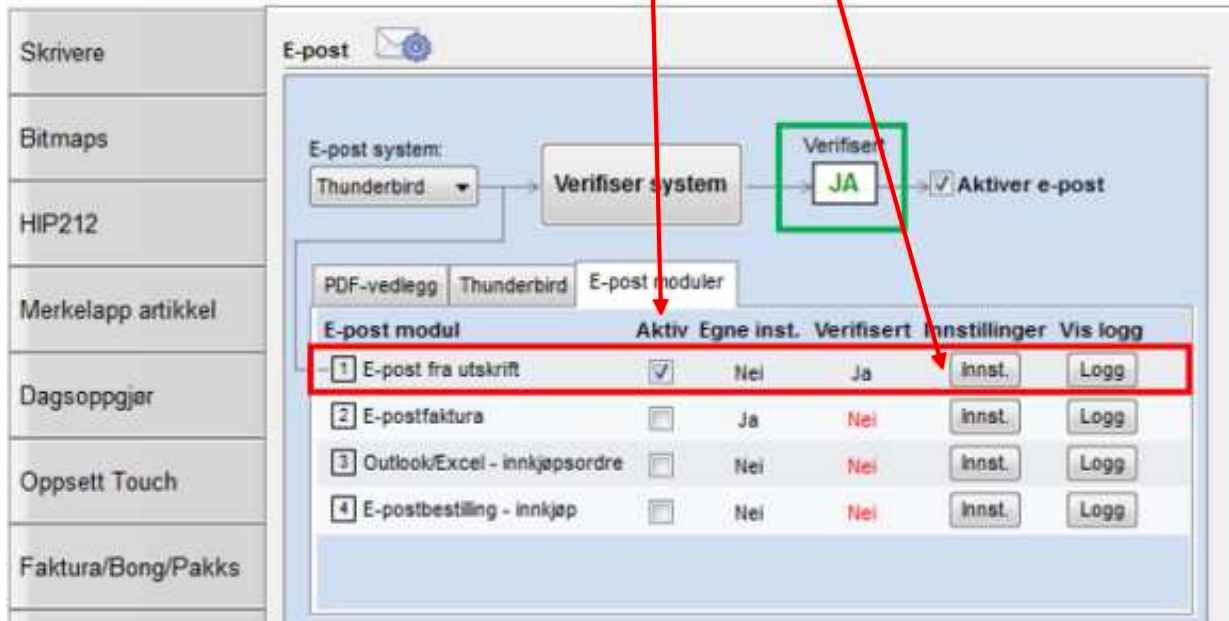 Skrivere
Bitmaps
HIP212
Merkelapp artikkel
Dagsoppgjør
Oppsett Touch
Faktura/Bong/Pakks
E-post
E-post system:
Thunderbird
Verifiser system
Verifisert
JA
Aktiver e-post
PDF-vedlegg Thunderbird E-post moduler
E-post modul Aktiv Egne inst. Verifisert Innstillinger Vis logg
1 E-post fra utskrift Nei Ja Innst. Logg
2 E-postfaktura Ja Nei Innst. Logg
3 Outlook/Excel - innkjøpsordre Nei Nei Innst. Logg
4 E-postbestilling - innkjøp Nei Nei Innst. Logg